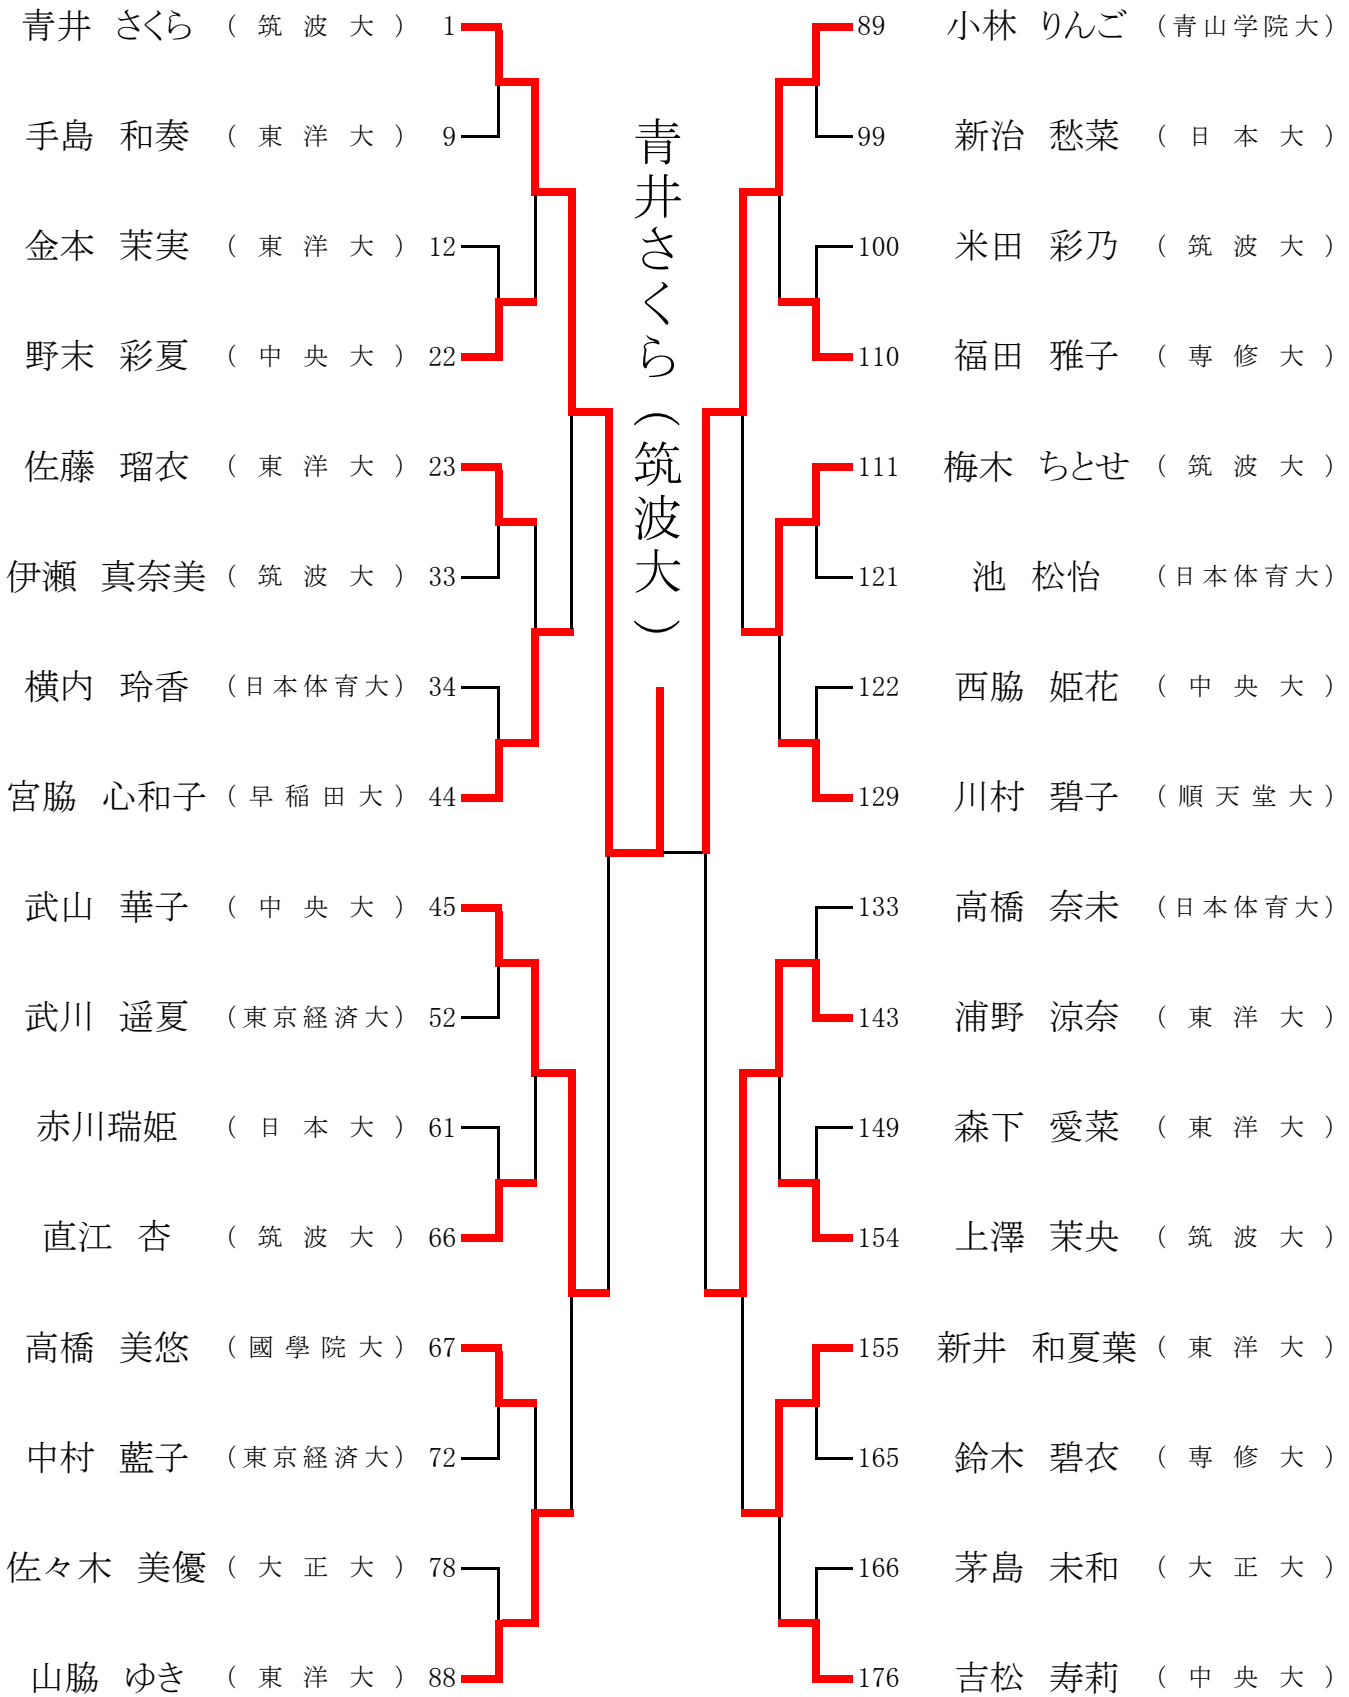 青井 さくら (筑波大) 1
手島 和奏 (東洋大) 9
金本 茉実 (東洋大) 12
野末 彩夏 (中央大) 22
佐藤 瑠衣 (東洋大) 23
伊瀬 真奈美 (筑波大) 33
横内 玲香 (日本体育大) 34
宮脇 心和子 (早稲田大) 44
武山 華子 (中央大) 45
武川 遥夏 (東京経済大) 52
赤川瑞姫 (日本大) 61
直江 杏 (筑波大) 66
高橋 美悠 (國學院大) 67
中村 藍子 (東京経済大) 72
佐々木 美優 (大正大) 78
山脇 ゆき (東洋大) 88
青井さくら(筑波大)
89 小林 りんご (青山学院大)
99 新治 愁菜 (日本大)
100 米田 彩乃 (筑波大)
110 福田 雅子 (専修大)
111 梅木 ちとせ (筑波大)
121 池 松怡 (日本体育大)
122 西脇 姫花 (中央大)
129 川村 碧子 (順天堂大)
133 高橋 奈未 (日本体育大)
143 浦野 涼奈 (東洋大)
149 森下 愛菜 (東洋大)
154 上澤 茉央 (筑波大)
155 新井 和夏葉 (東洋大)
165 鈴木 碧衣 (専修大)
166 茅島 未和 (大正大)
176 吉松 寿莉 (中央大)